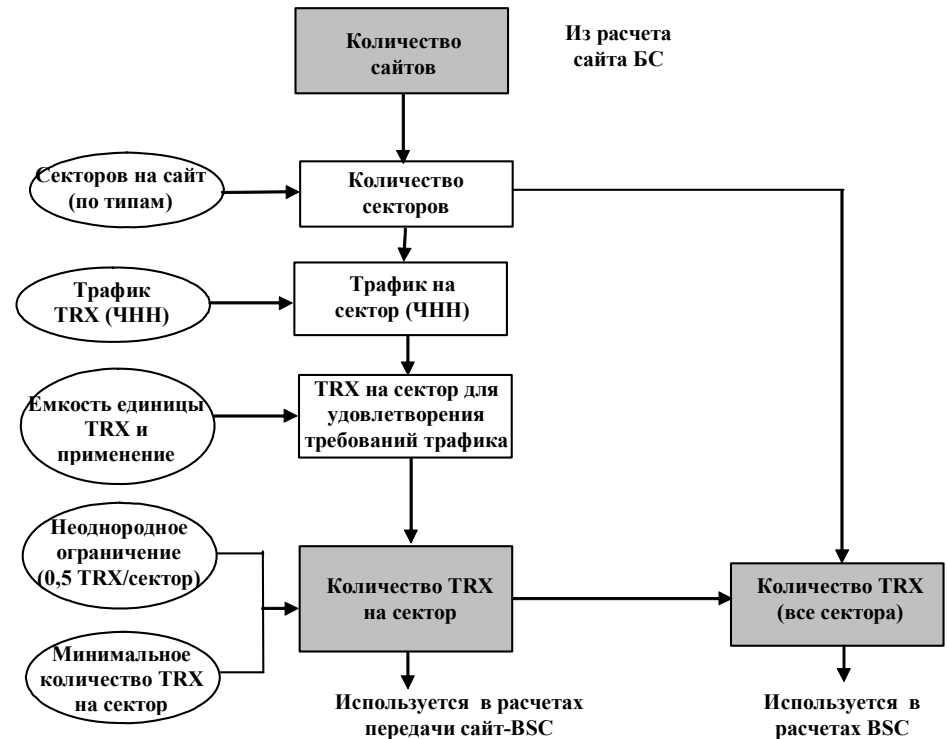 Количество
сайтов
Из расчета
сайта БС
Секторов на сайт
(по типам)
Количество
секторов
Трафик
TRX (ЧНН)
Трафик на
сектор (ЧНН)
Емкость единицы
TRX и
применение
TRX на сектор для
удовлетворения
требований трафика
Неоднородное
ограничение
(0,5 TRX/сектор)
Количество TRX
на сектор
Количество TRX
(все сектора)
Минимальное
количество TRX
на сектор
Используется в расчетах
передачи сайт-BSC
Используется в
расчетах BSC